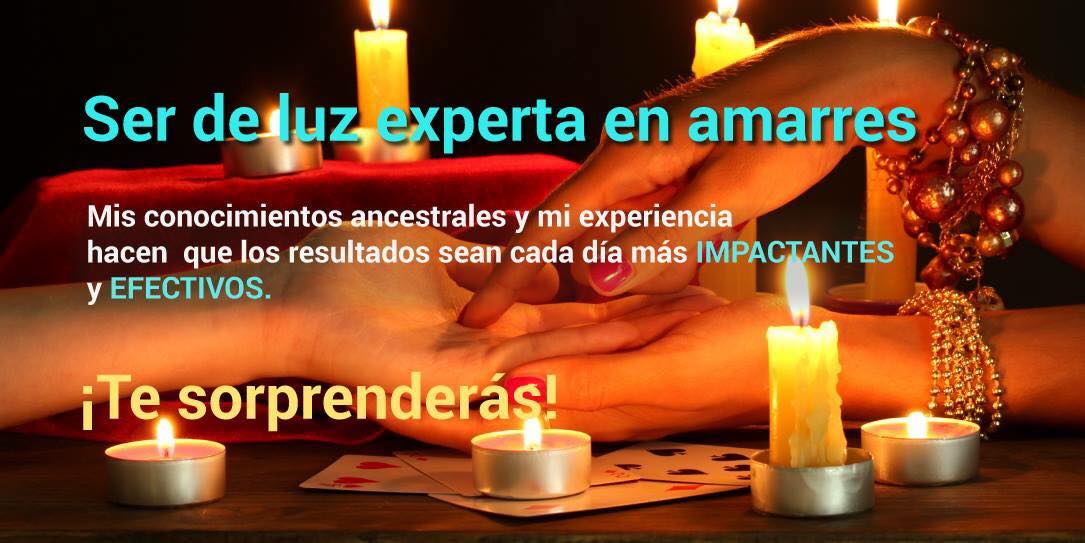 Ser de luz experta en amarres
Mis conocimientos ancestrales y mi experiencia
hacen que los resultados sean cada día más IMPACTANTES
y EFECTIVOS.
¡Te sorprenderás!